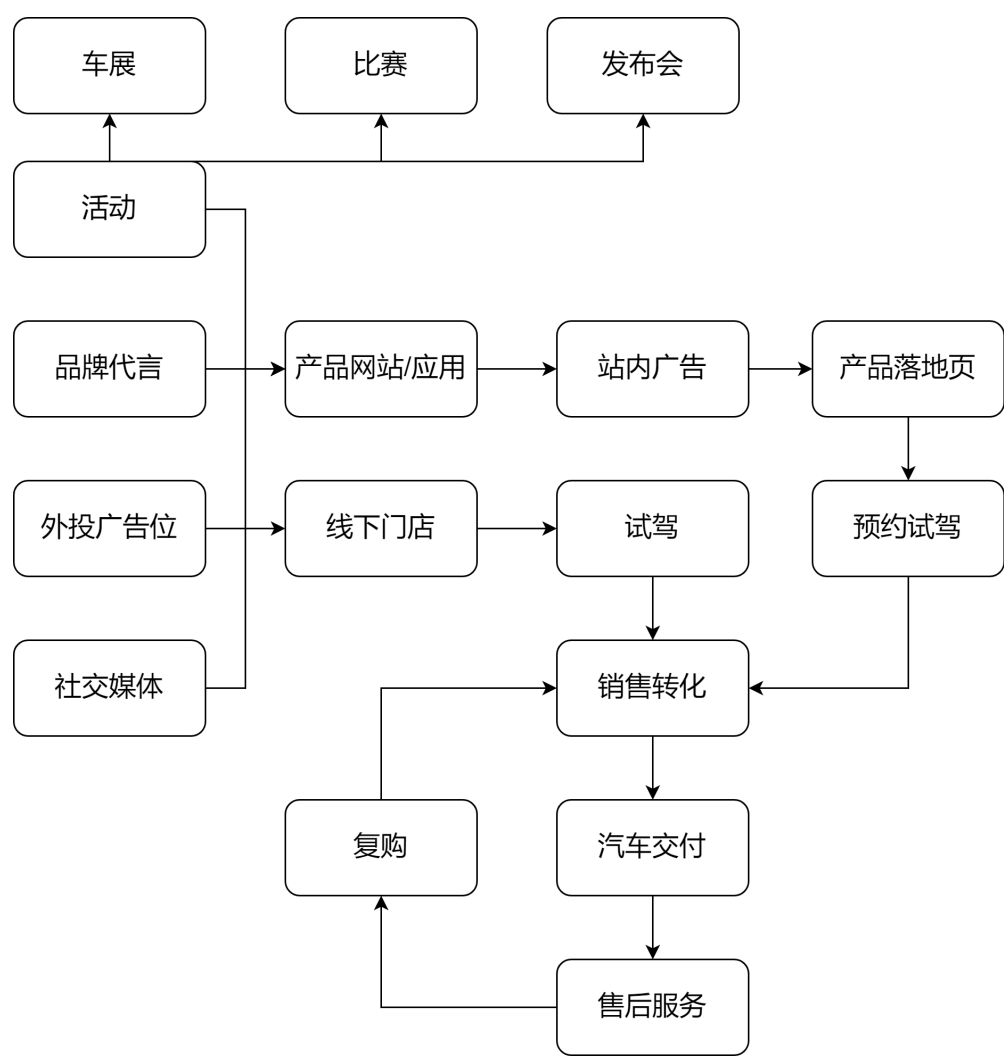 车展
比赛
发布会
活动
品牌代言
产品网站/应用
站内广告
产品落地页
外投广告位
线下门店
试驾
预约试驾
社交媒体
销售转化
复购
汽车交付
售后服务